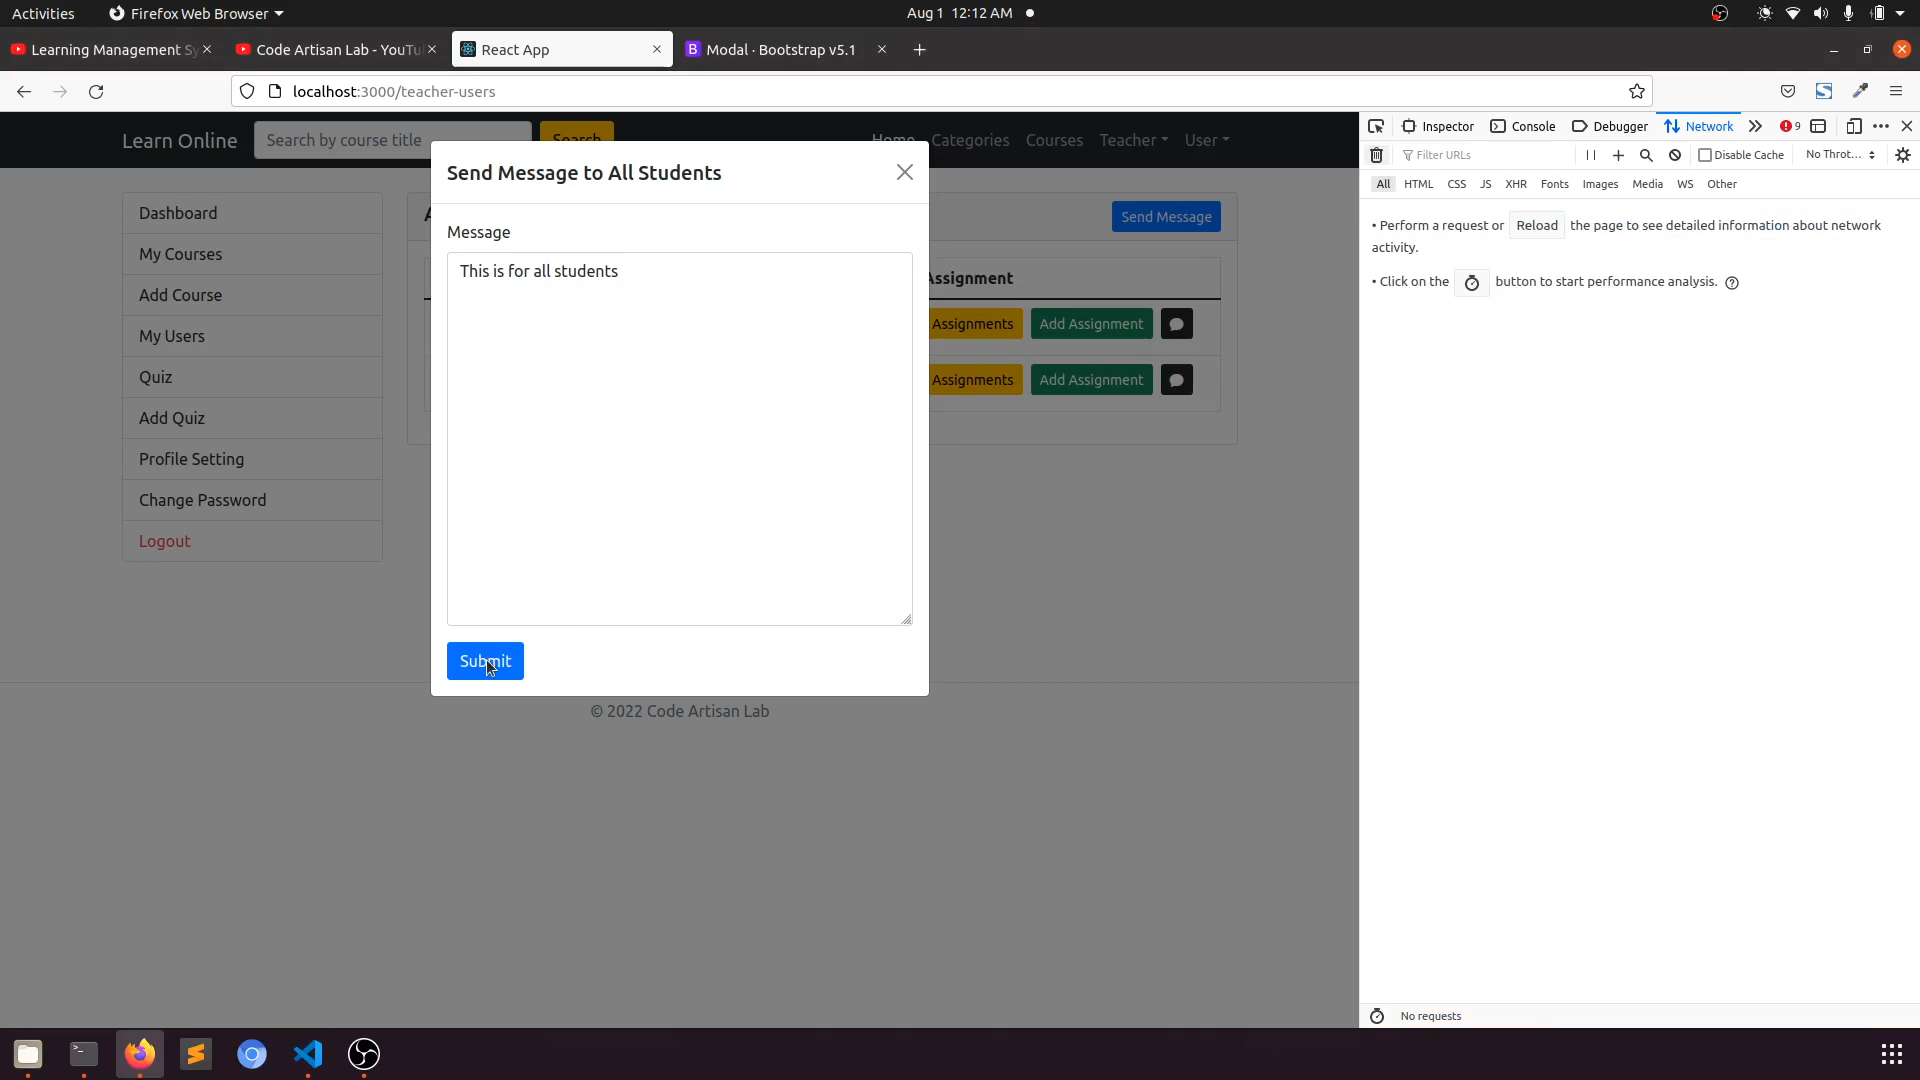 Activities
Firefox Web Browser
Aug 1 12:12 AM
Learning Management Sy
Code Artisan Lab - YouTu
React App
Modal · Bootstrap v5.1
localhost:3000/teacher-users
Learn Online
Search by course title
Search
Home
Categories
Courses
Teacher
User
Send Message to All Students
Message
This is for all students
Submit
Dashboard
My Courses
Add Course
My Users
Quiz
Add Quiz
Profile Setting
Change Password
Logout
Send Message
Assignment
Assignments
Add Assignment
Assignments
Add Assignment
© 2022 Code Artisan Lab
Inspector
Console
Debugger
Network
9
Filter URLs
Disable Cache
No Throt...
All
HTML
CSS
JS
XHR
Fonts
Images
Media
WS
Other
• Perform a request or Reload the page to see detailed information about network
activity.
• Click on the button to start performance analysis.
No requests